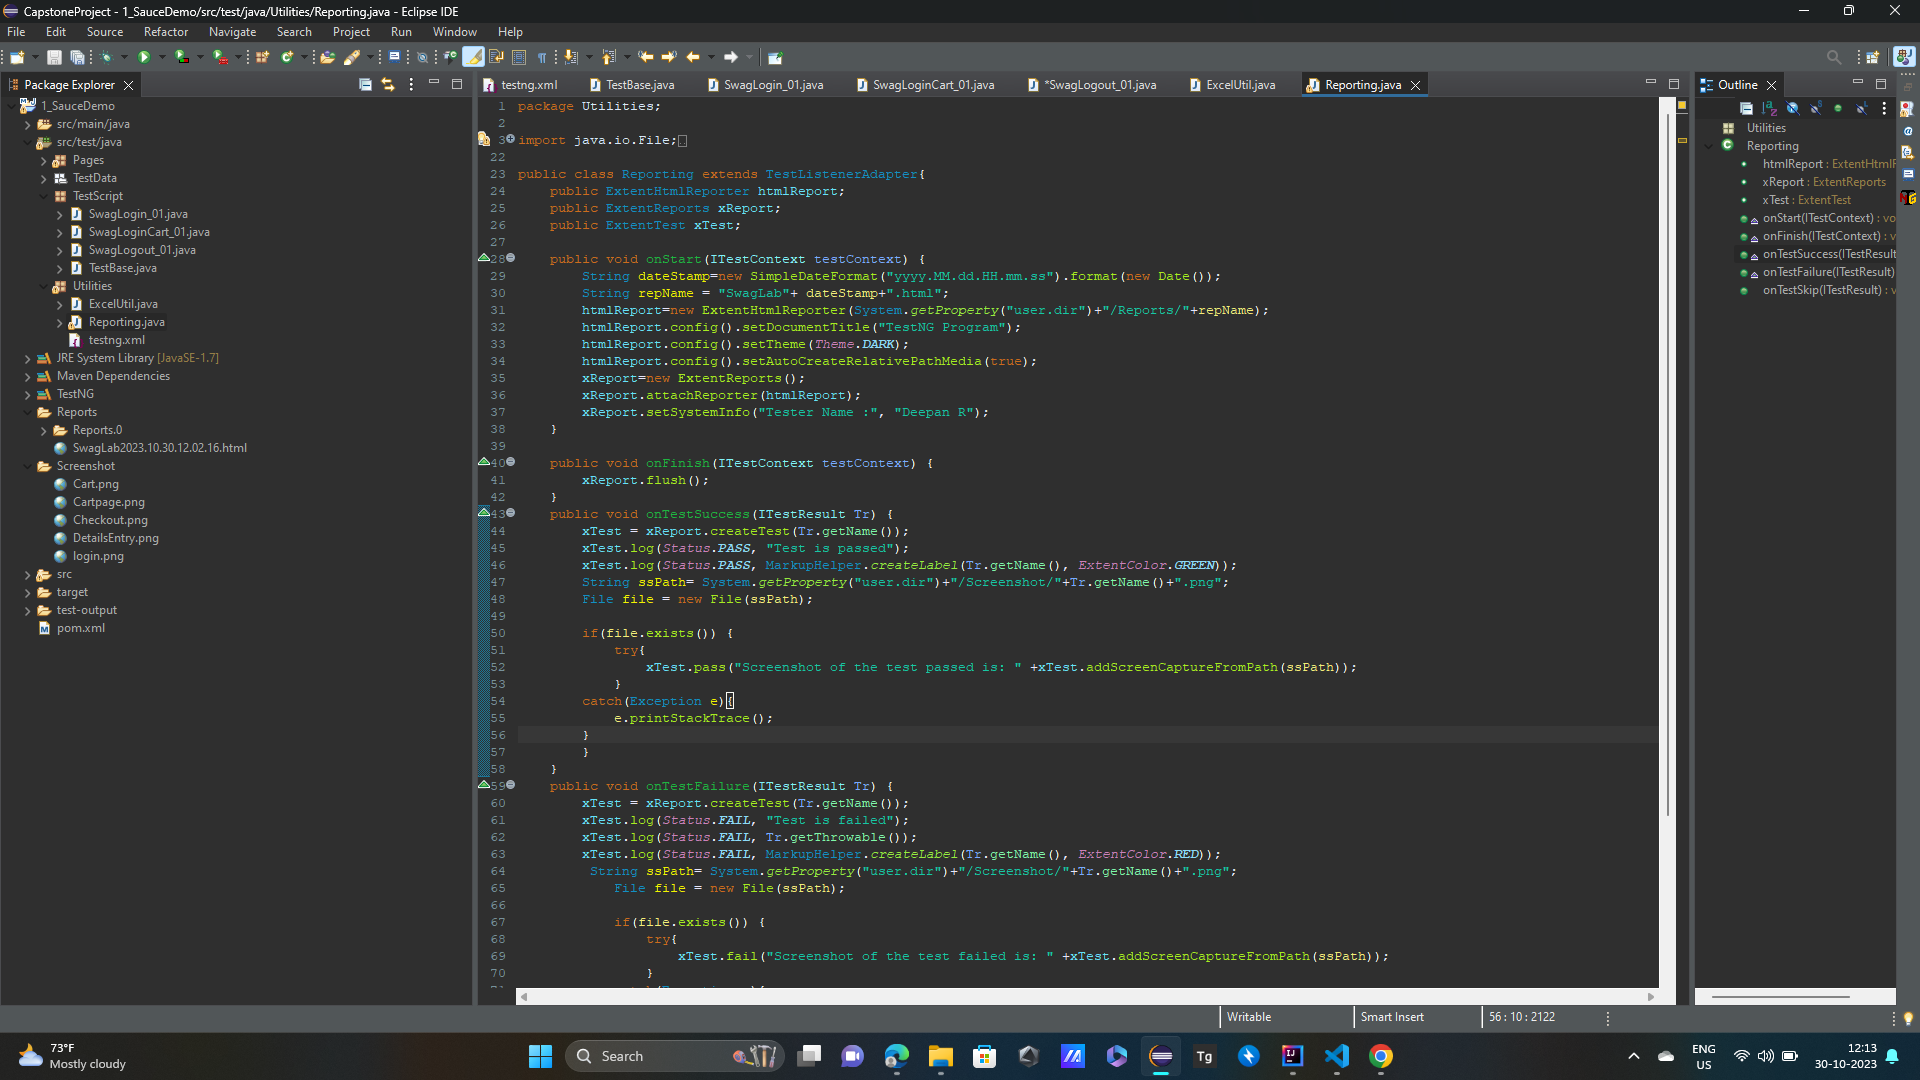 CapstoneProject - 1_SauceDemo/src/test/java/Utilities/Reporting.java - Eclipse IDE
File Edit Source Refactor Navigate Search Project Run Window Help
Package Explorer
1_SauceDemo
src/main/java
src/test/java
Pages
TestData
TestScript
SwagLogin_01.java
SwagLoginCart_01.java
SwagLogout_01.java
TestBase.java
Utilities
ExcelUtil.java
Reporting.java
testng.xml
JRE System Library [JavaSE-1.7]
Maven Dependencies
TestNG
Reports
Reports.0
SwagLab2023.10.30.12.02.16.html
Screenshot
Cart.png
Cartpage.png
Checkout.png
DetailsEntry.png
login.png
src
target
test-output
pom.xml
testng.xml TestBase.java SwagLogin_01.java SwagLoginCart_01.java *SwagLogout_01.java ExcelUtil.java Reporting.java
1 package Utilities;
2
3 import java.io.File;
22
23 public class Reporting extends TestListenerAdapter{
24 public ExtentHtmlReporter htmlReport;
25 public ExtentReports xReport;
26 public ExtentTest xTest;
27
28 public void onStart(ITestContext testContext) {
29 String dateStamp=new SimpleDateFormat("yyyy.MM.dd.HH.mm.ss").format(new Date());
30 String repName = "SwagLab"+ dateStamp+".html";
31 htmlReport=new ExtentHtmlReporter(System.getProperty("user.dir")+"/Reports/"+repName);
32 htmlReport.config().setDocumentTitle("TestNG Program");
33 htmlReport.config().setTheme(Theme.DARK);
34 htmlReport.config().setAutoCreateRelativePathMedia(true);
35 xReport=new ExtentReports();
36 xReport.attachReporter(htmlReport);
37 xReport.setSystemInfo("Tester Name :", "Deepan R");
38 }
39
40 public void onFinish(ITestContext testContext) {
41 xReport.flush();
42 }
43 public void onTestSuccess(ITestResult Tr) {
44 xTest = xReport.createTest(Tr.getName());
45 xTest.log(Status.PASS, "Test is passed");
46 xTest.log(Status.PASS, MarkupHelper.createLabel(Tr.getName(), ExtentColor.GREEN));
47 String ssPath= System.getProperty("user.dir")+"/Screenshot/"+Tr.getName()+".png";
48 File file = new File(ssPath);
49
50 if(file.exists()) {
51 try{
52 xTest.pass("Screenshot of the test passed is: " +xTest.addScreenCaptureFromPath(ssPath));
53 }
54 catch(Exception e){
55 e.printStackTrace();
56 }
57 }
58 }
59 public void onTestFailure(ITestResult Tr) {
60 xTest = xReport.createTest(Tr.getName());
61 xTest.log(Status.FAIL, "Test is failed");
62 xTest.log(Status.FAIL, Tr.getThrowable());
63 xTest.log(Status.FAIL, MarkupHelper.createLabel(Tr.getName(), ExtentColor.RED));
64 String ssPath= System.getProperty("user.dir")+"/Screenshot/"+Tr.getName()+".png";
65 File file = new File(ssPath);
66
67 if(file.exists()) {
68 try{
69 xTest.fail("Screenshot of the test failed is: " +xTest.addScreenCaptureFromPath(ssPath));
70 }
Outline
Utilities
Reporting
htmlReport : ExtentHtmlR
xReport : ExtentReports
xTest : ExtentTest
onStart(ITestContext) : vo
onFinish(ITestContext) : v
onTestSuccess(ITestResult
onTestFailure(ITestResult)
onTestSkip(ITestResult) : v
Writable Smart Insert 56 : 10 : 2122
73°F
Mostly cloudy
Search
Tg
ENG
US
12:13
30-10-2023